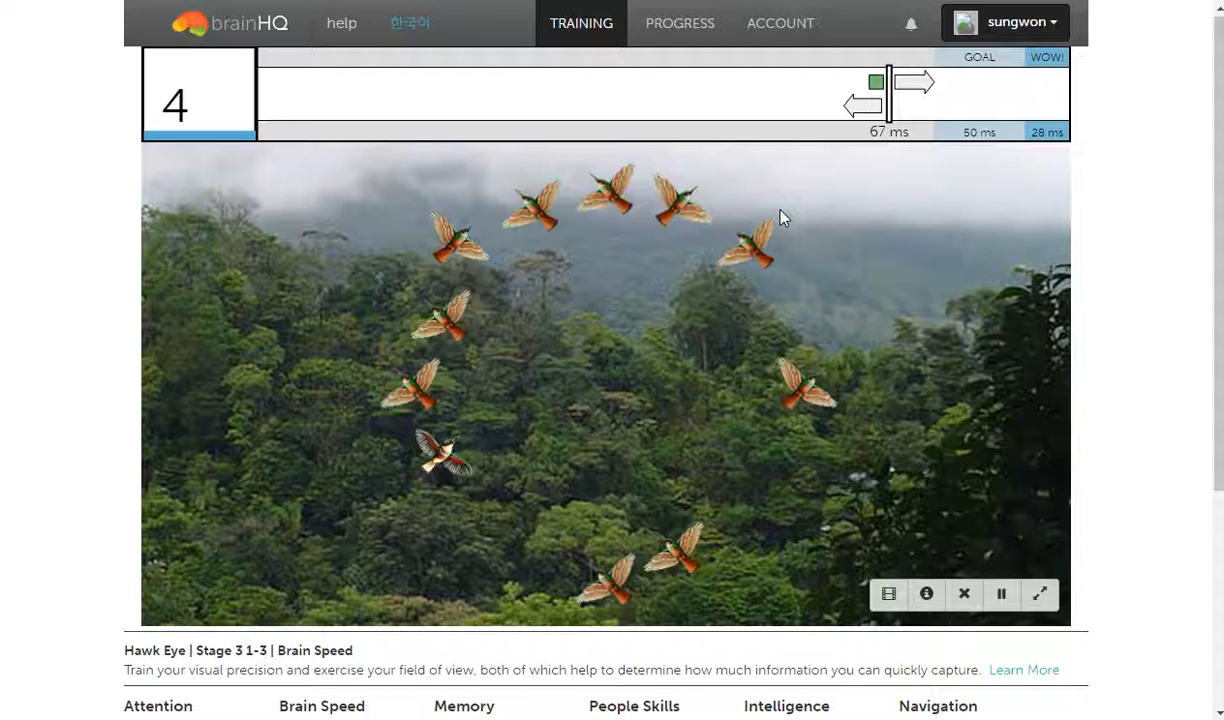 brainHQ help 한국어 TRAINING PROGRESS ACCOUNT sungwon
GOAL WOW!
4
67 ms 50 ms 28 ms
Hawk Eye | Stage 3 1-3 | Brain Speed
Train your visual precision and exercise your field of view, both of which help to determine how much information you can quickly capture. Learn More
Attention Brain Speed Memory People Skills Intelligence Navigation